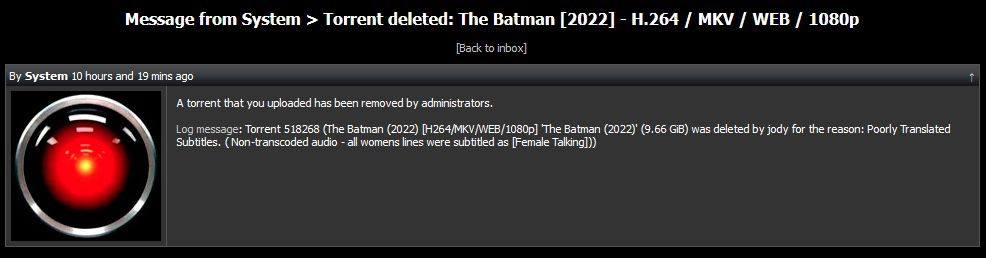 Message from System > Torrent deleted: The Batman [2022] - H.264 / MKV / WEB / 1080p
[Back to inbox]
By System 10 hours and 19 mins ago ↑
A torrent that you uploaded has been removed by administrators.
Log message: Torrent 518268 (The Batman (2022) [H264/MKV/WEB/1080p] 'The Batman (2022)' (9.66 GiB) was deleted by jody for the reason: Poorly Translated
Subtitles. ( Non-transcoded audio - all womens lines were subtitled as [Female Talking]))